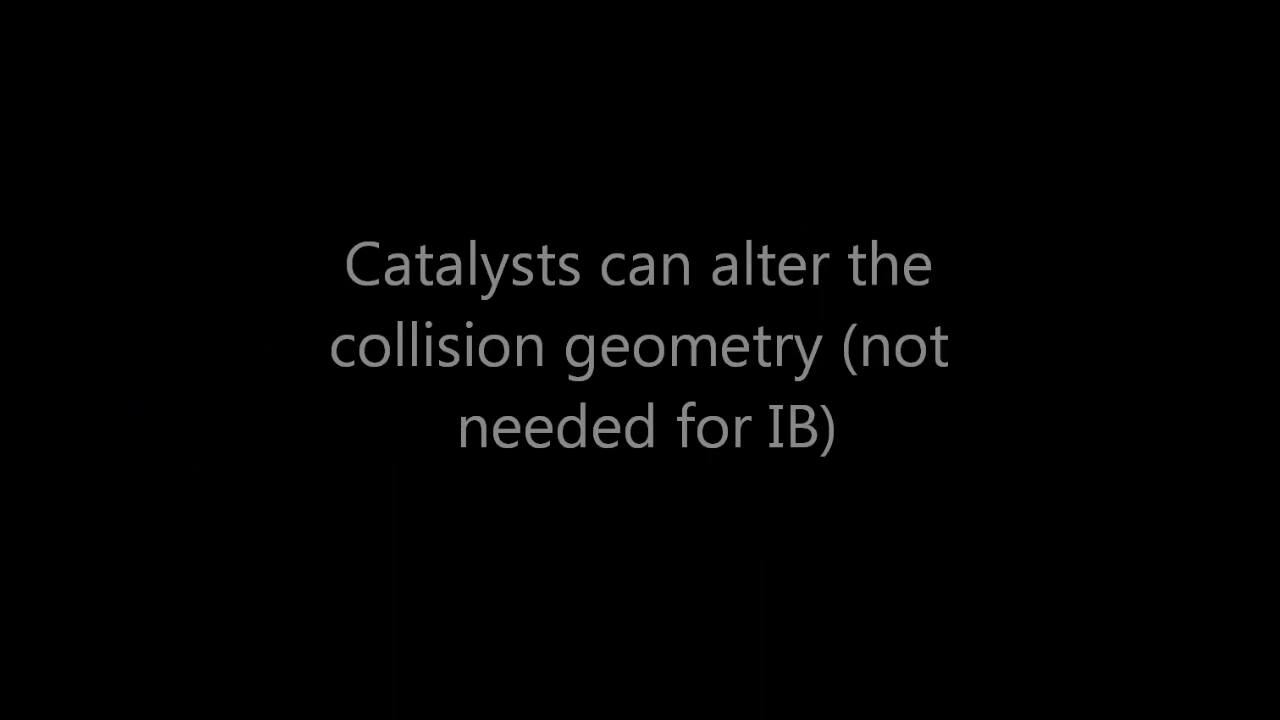 Catalysts can alter the
collision geometry (not
needed for IB)